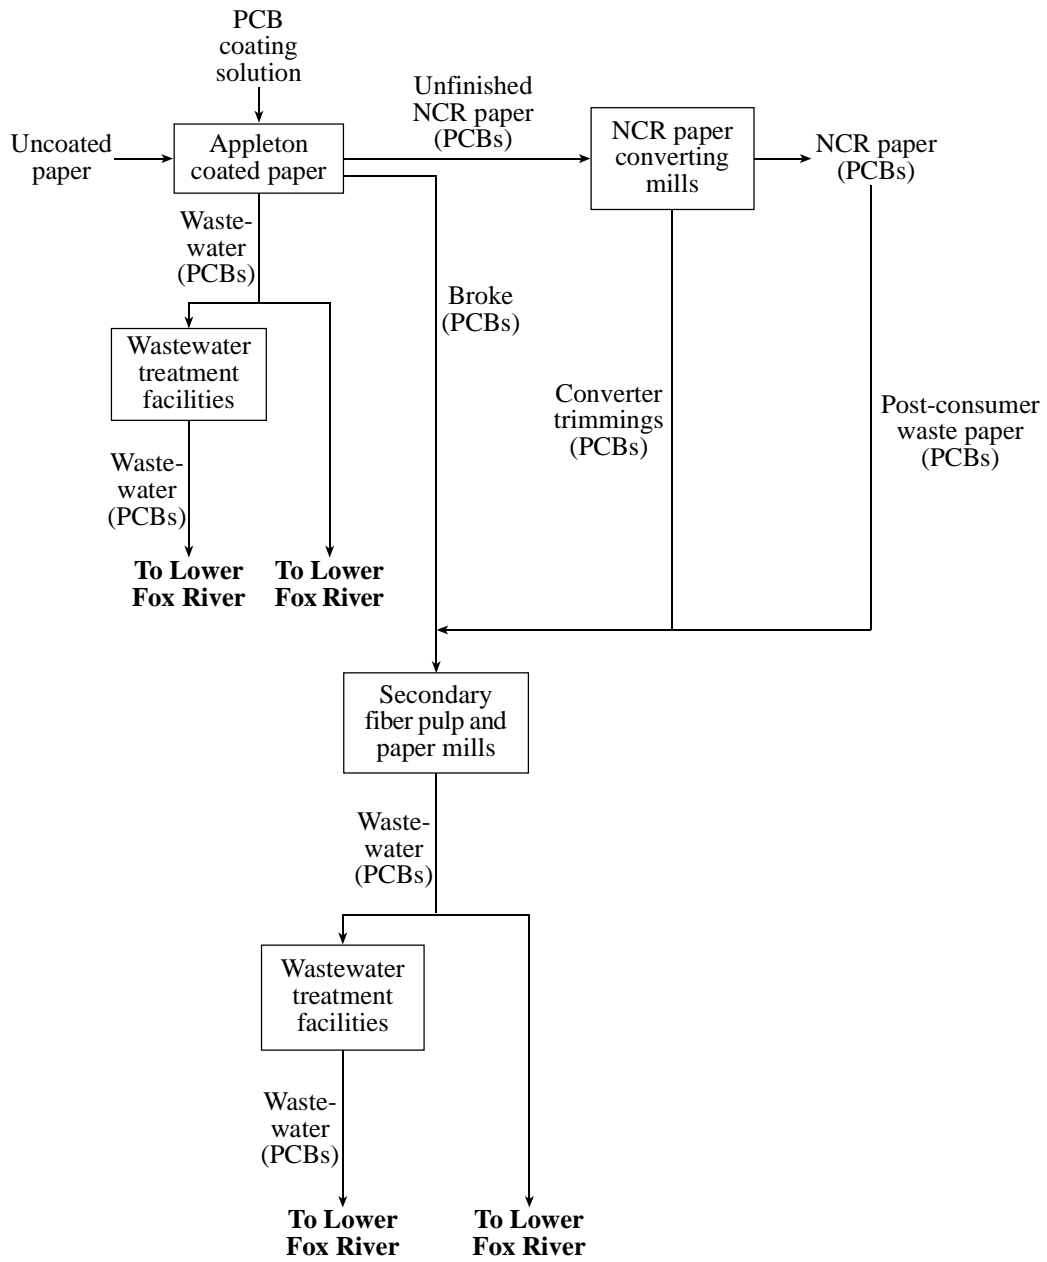 PCB
coating
solution
Uncoated
paper
Appleton
coated paper
Unfinished
NCR paper
(PCBs)
NCR paper
converting
mills
NCR paper
(PCBs)
Waste-
water
(PCBs)
Broke
(PCBs)
Wastewater
treatment
facilities
Converter
trimmings
(PCBs)
Post-consumer
waste paper
(PCBs)
Waste-
water
(PCBs)
To Lower
Fox River
To Lower
Fox River
Secondary
fiber pulp and
paper mills
Waste-
water
(PCBs)
Wastewater
treatment
facilities
Waste-
water
(PCBs)
To Lower
Fox River
To Lower
Fox River